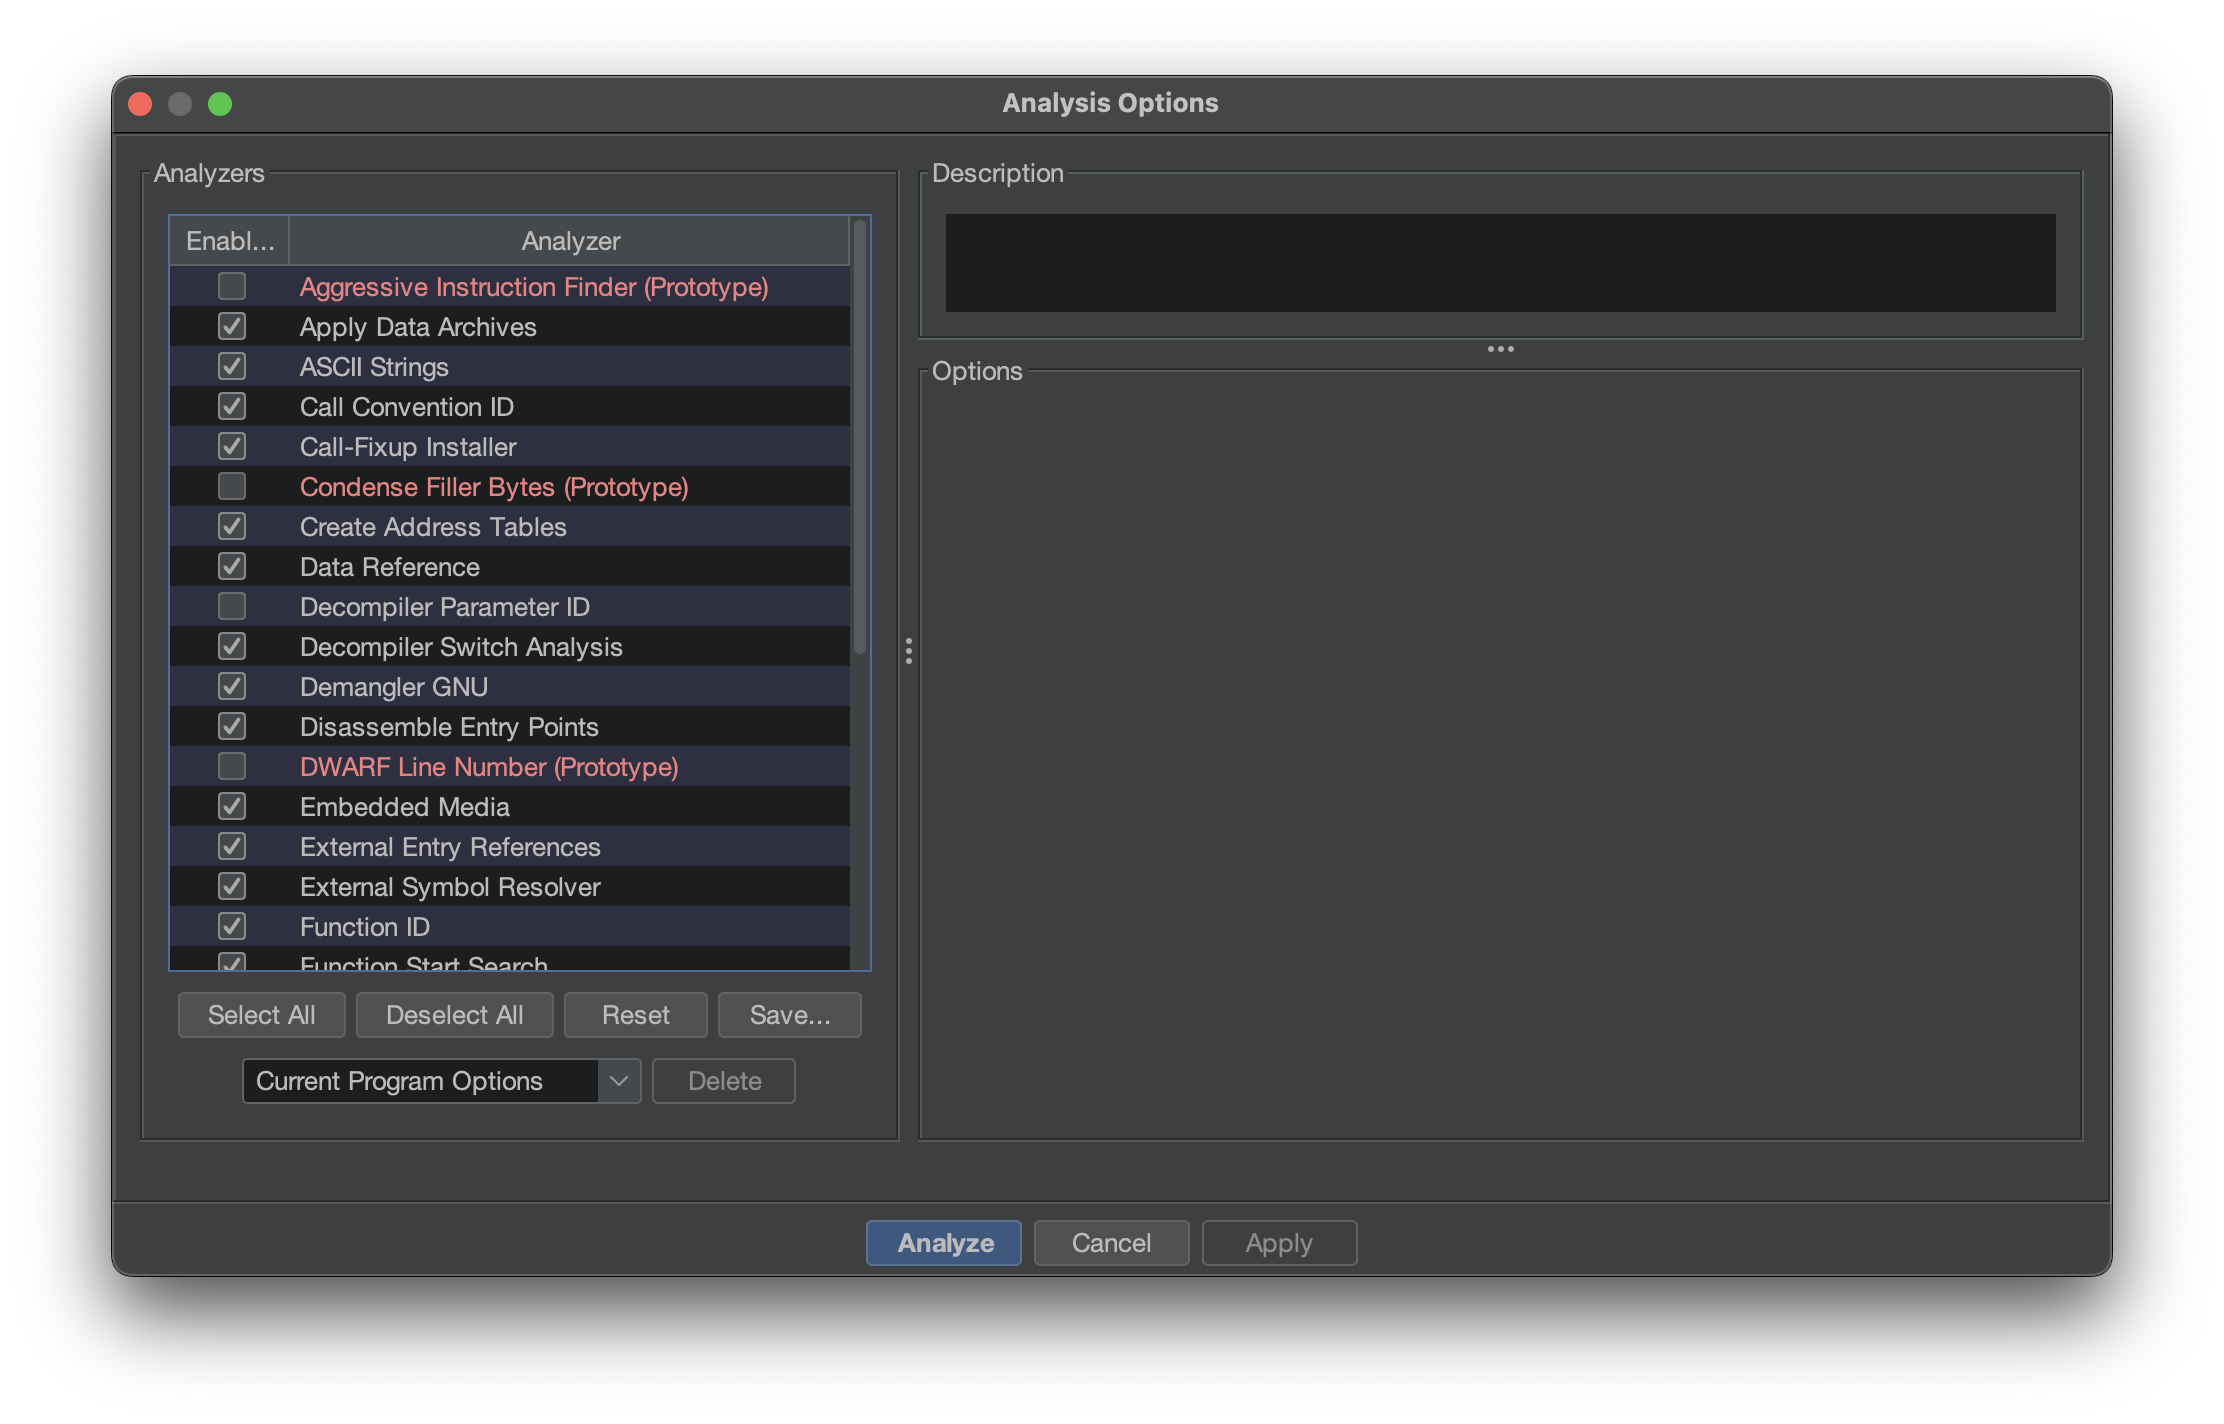 Analysis Options
Analyzers
Enabl... Analyzer
Aggressive Instruction Finder (Prototype)
Apply Data Archives
ASCII Strings
Call Convention ID
Call-Fixup Installer
Condense Filler Bytes (Prototype)
Create Address Tables
Data Reference
Decompiler Parameter ID
Decompiler Switch Analysis
Demangler GNU
Disassemble Entry Points
DWARF Line Number (Prototype)
Embedded Media
External Entry References
External Symbol Resolver
Function ID
Function Start Search
Select All Deselect All Reset Save...
Current Program Options Delete
Description
Options
Analyze Cancel Apply